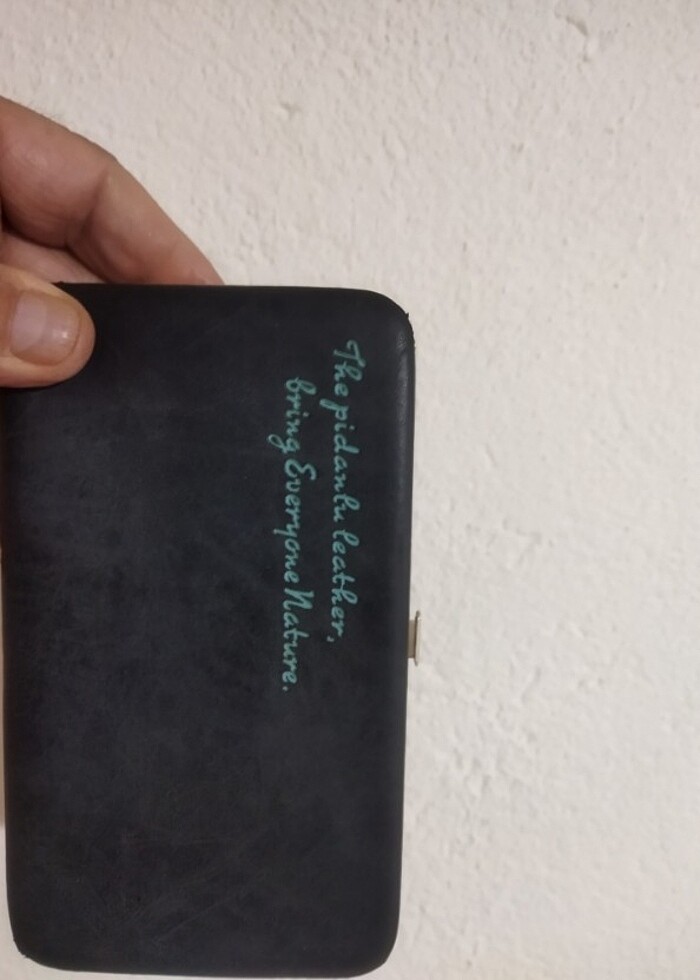 The pidanlu leather,
bring Everyone Nature.